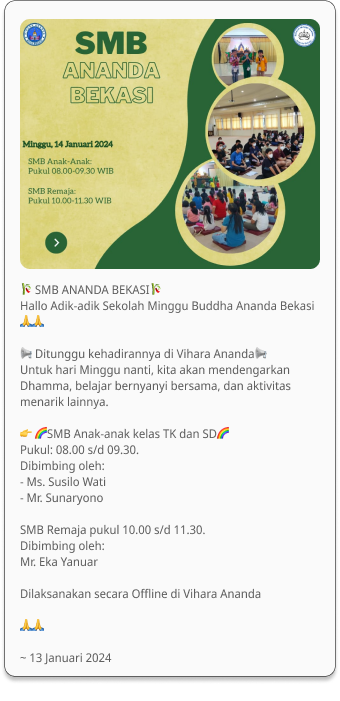 SMB
ANANDA
BEKASI
Minggu, 14 Januari 2024
SMB Anak-Anak:
Pukul 08.00-09.30 WIB
SMB Remaja:
Pukul 10.00-11.30 WIB
🎋 SMB ANANDA BEKASI🎋
Hallo Adik-adik Sekolah Minggu Buddha Ananda Bekasi
🙏🙏
📢 Ditunggu kehadirannya di Vihara Ananda📢
Untuk hari Minggu nanti, kita akan mendengarkan
Dhamma, belajar bernyanyi bersama, dan aktivitas
menarik lainnya.
👉 🌈SMB Anak-anak kelas TK dan SD🌈
Pukul: 08.00 s/d 09.30.
Dibimbing oleh:
- Ms. Susilo Wati
- Mr. Sunaryono
SMB Remaja pukul 10.00 s/d 11.30.
Dibimbing oleh:
Mr. Eka Yanuar
Dilaksanakan secara Offline di Vihara Ananda
🙏🙏
~ 13 Januari 2024